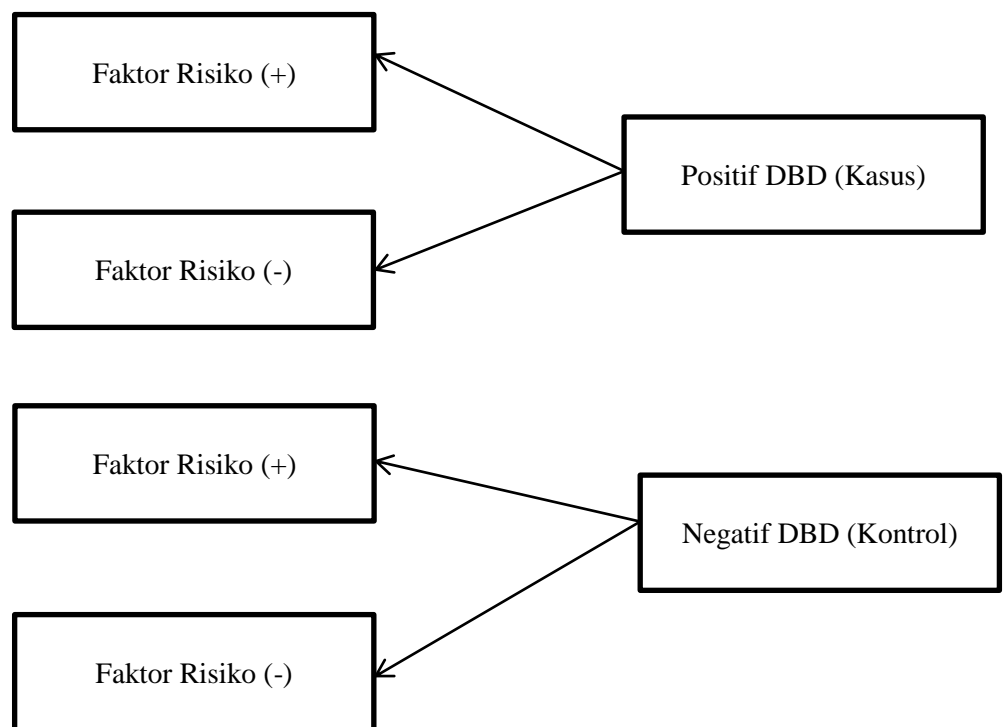 Faktor Risiko (+)
Positif DBD (Kasus)
Faktor Risiko (-)
Faktor Risiko (+)
Negatif DBD (Kontrol)
Faktor Risiko (-)